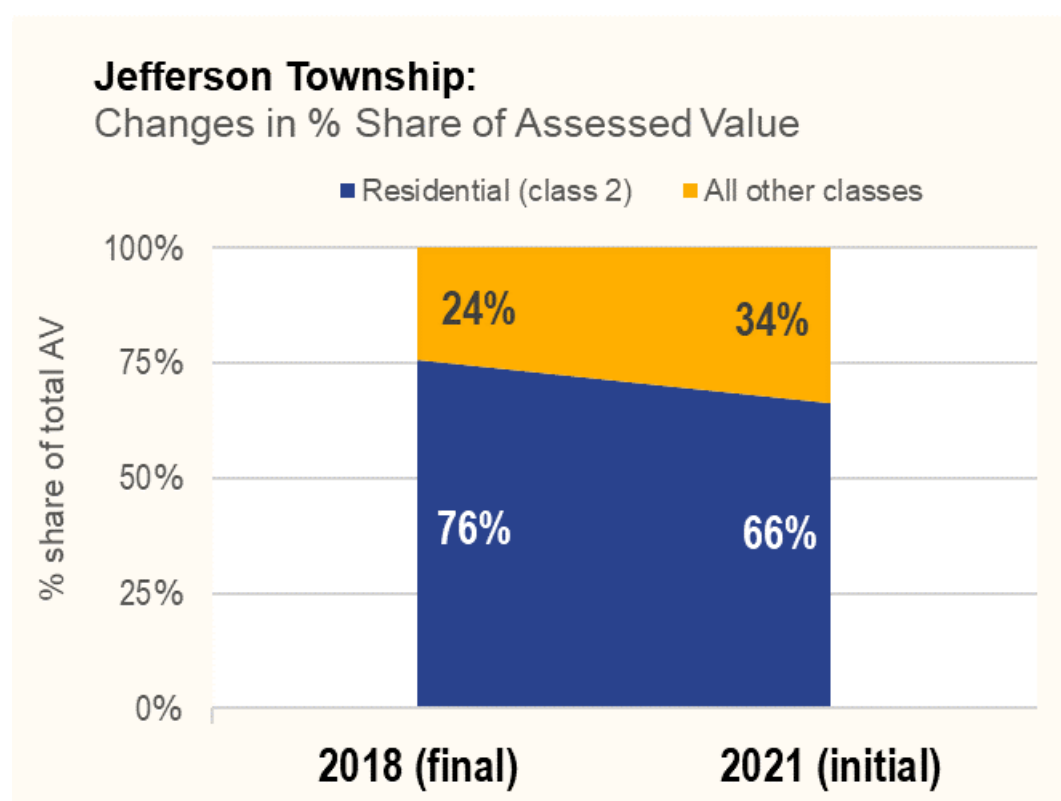 Jefferson Township:
Changes in % Share of Assessed Value
Residential (class 2) All other classes
100%
75%
50%
25%
0%
% share of total AV
24%
34%
76%
66%
2018 (final) 2021 (initial)